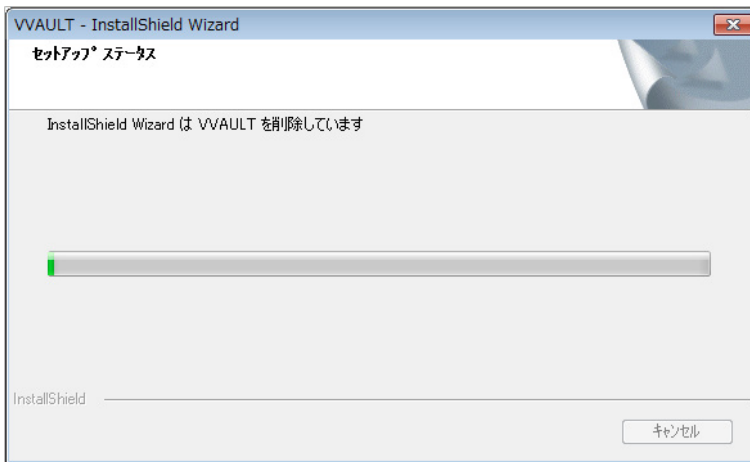 VVAULT - InstallShield Wizard
セットアップ ステータス
InstallShield Wizard は VVAULT を削除しています
InstallShield
キャンセル